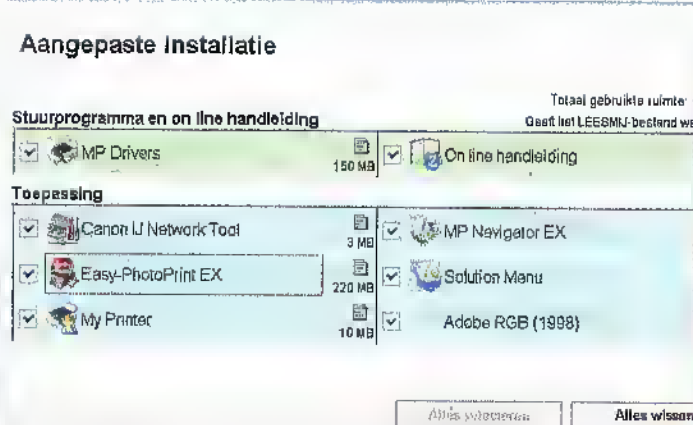 Aangepaste Installatie
Totaal gebruikte ruimte:
Stuurprogramma en on line handleiding
Geeft het LEESMIJ-bestand we
MP Drivers
150 MB
On line handleiding
Toepassing
Canon IJ Network Tool
3 MB
MP Navigator EX
Easy-PhotoPrint EX
220 MB
Solution Menu
My Printer
10 MB
Adobe RGB (1998)
Alles selecteren
Alles wissen